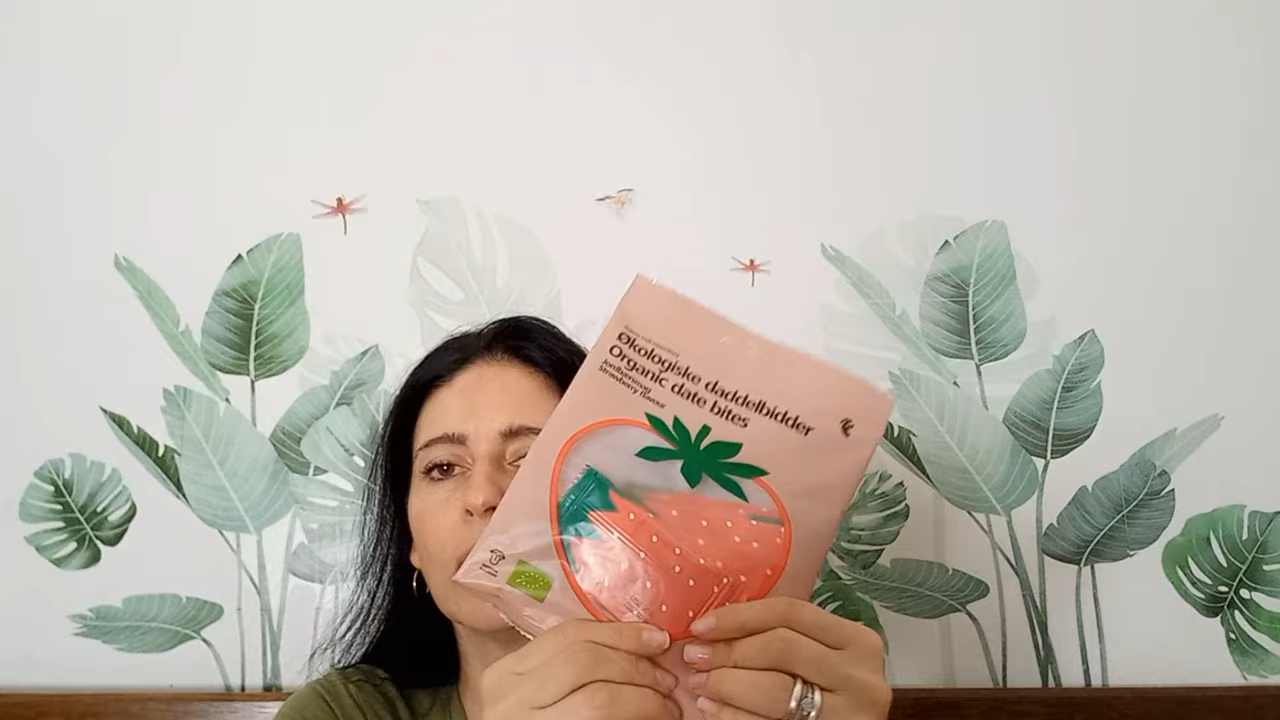 Økologiske daddelbidder
Organic date bites
Jordbærsmag
Strawberry flavour